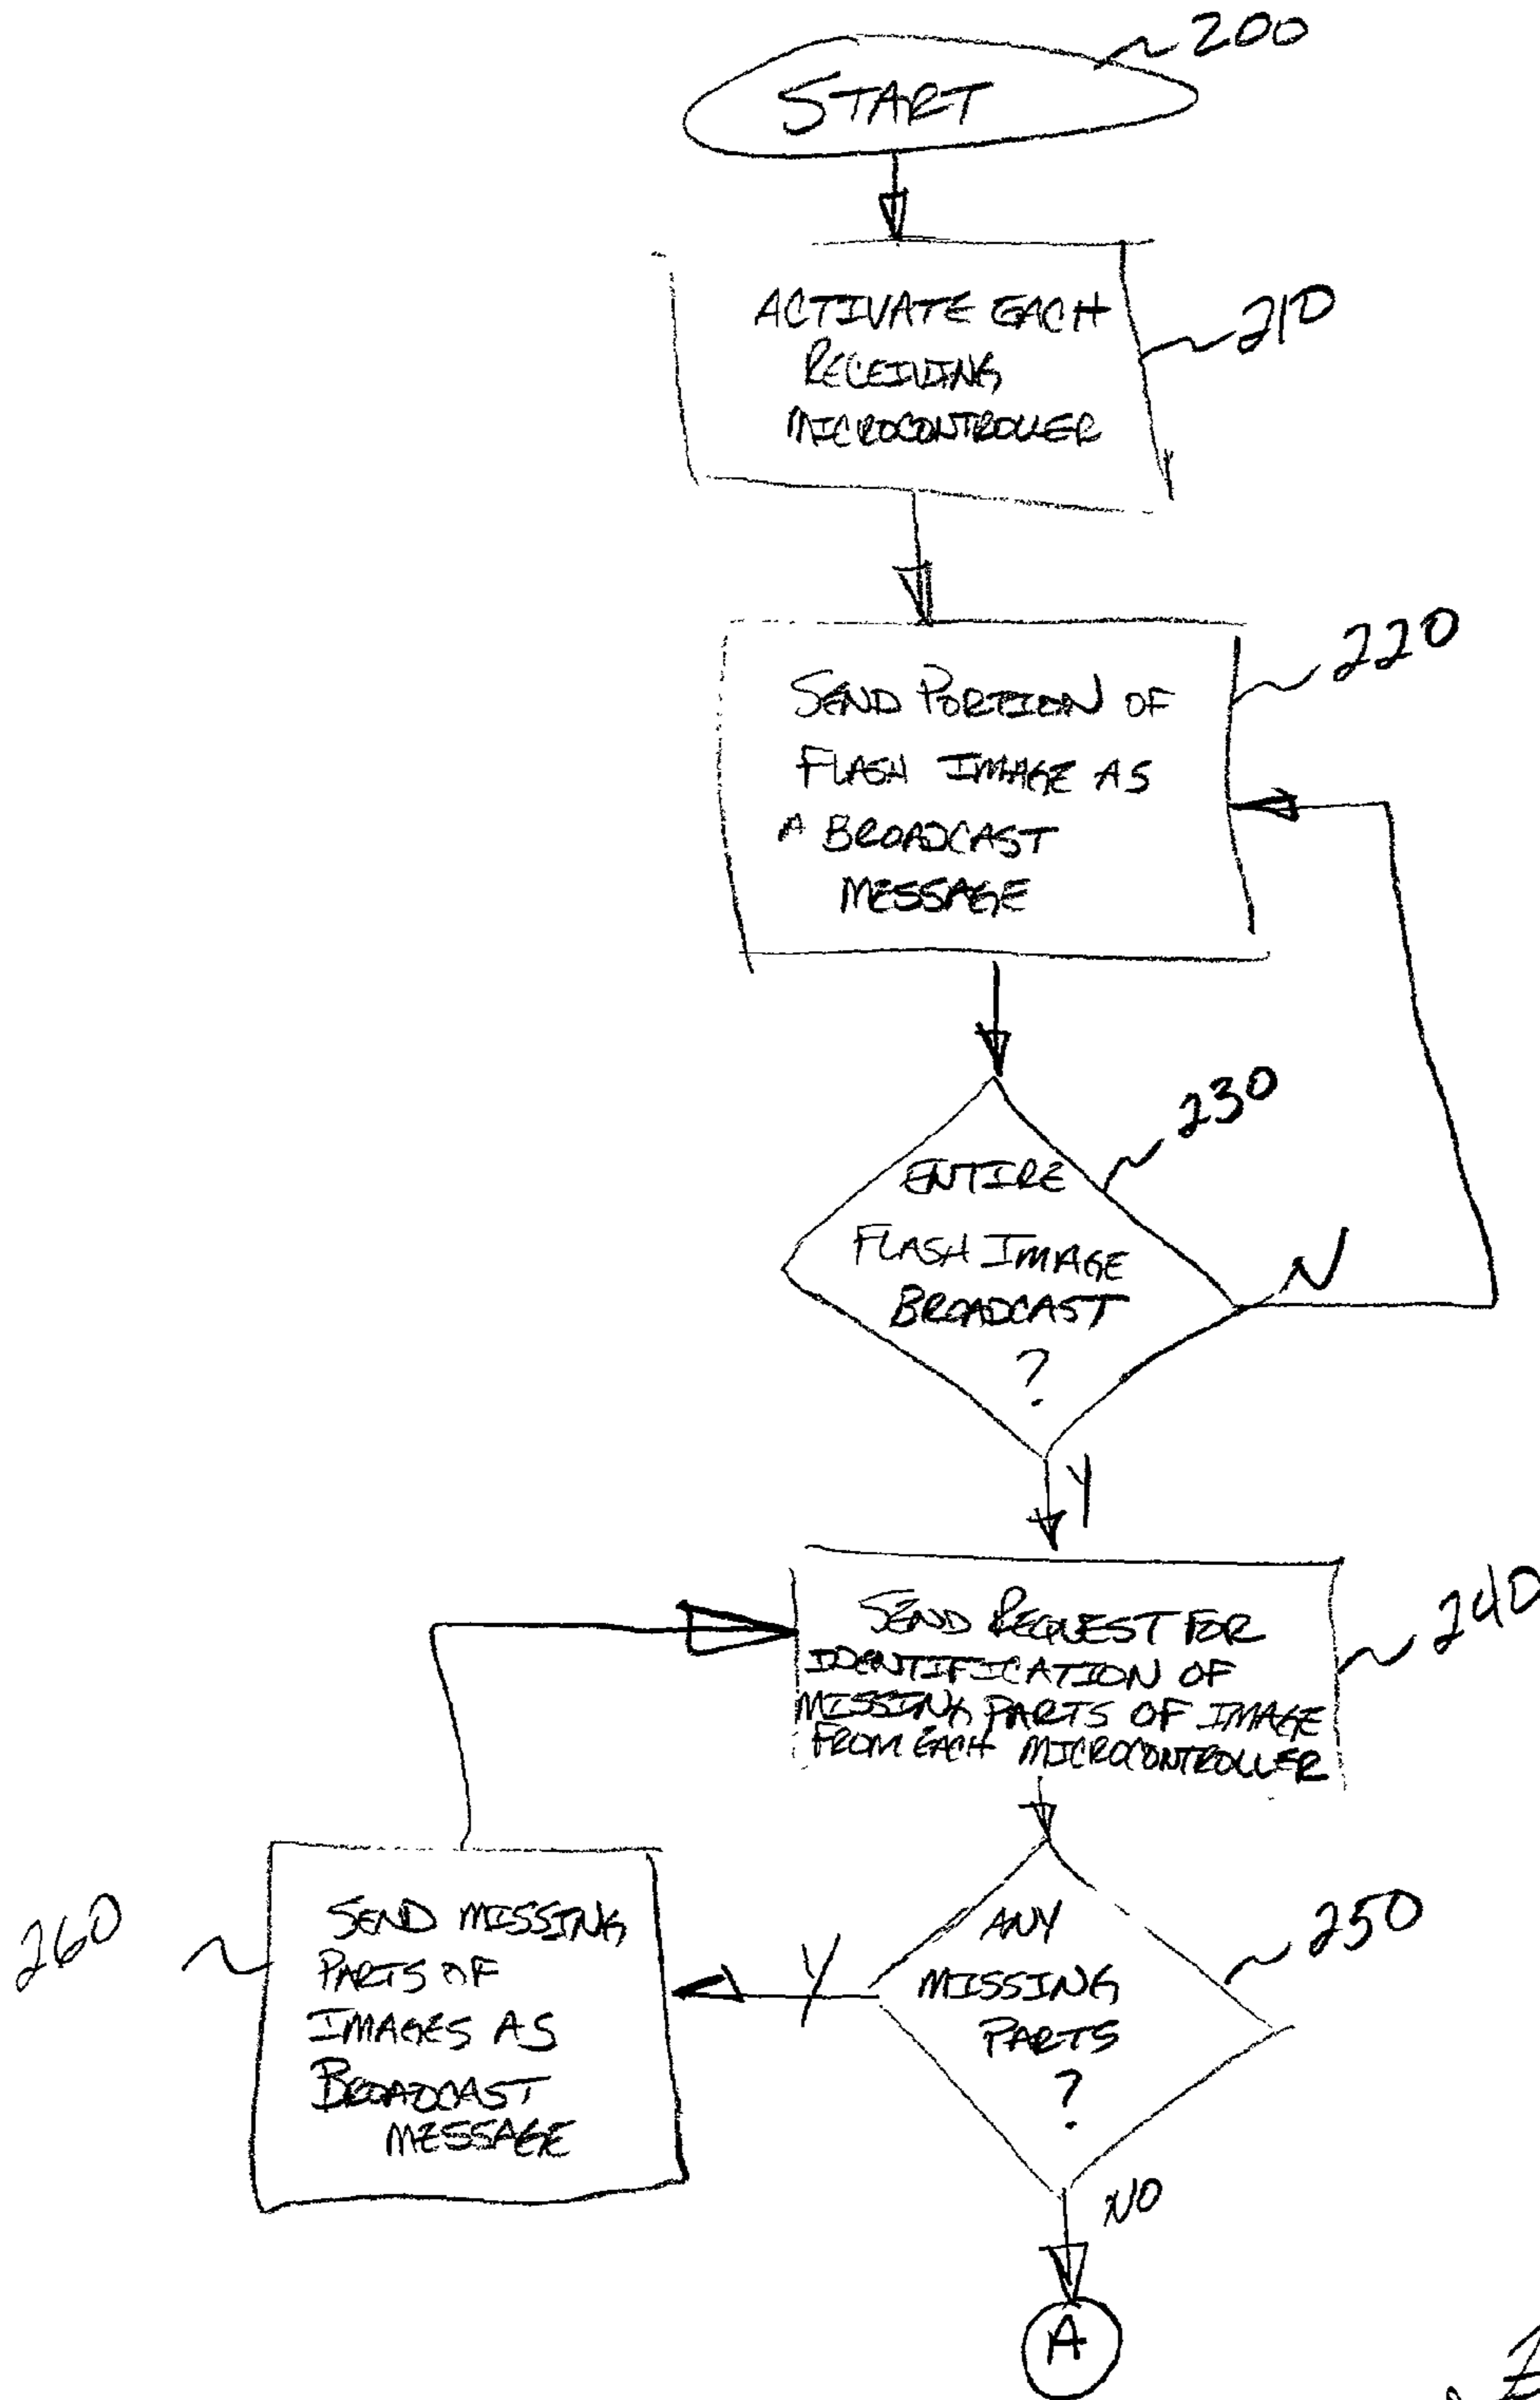 200
START
ACTIVATE EACH
RECEIVING
MICROCONTROLLER
210
220
SEND PORTION OF
FLASH IMAGE AS
A BROADCAST
MESSAGE
230
ENTIRE
FLASH IMAGE
BROADCAST
?
N
Y
SEND REQUEST FOR
IDENTIFICATION OF
MISSING PARTS OF IMAGE
FROM EACH MICROCONTROLLER
240
260
SEND MISSING
PARTS OF
IMAGES AS
BROADCAST
MESSAGE
Y
ANY
MISSING
PARTS
?
250
NO
A